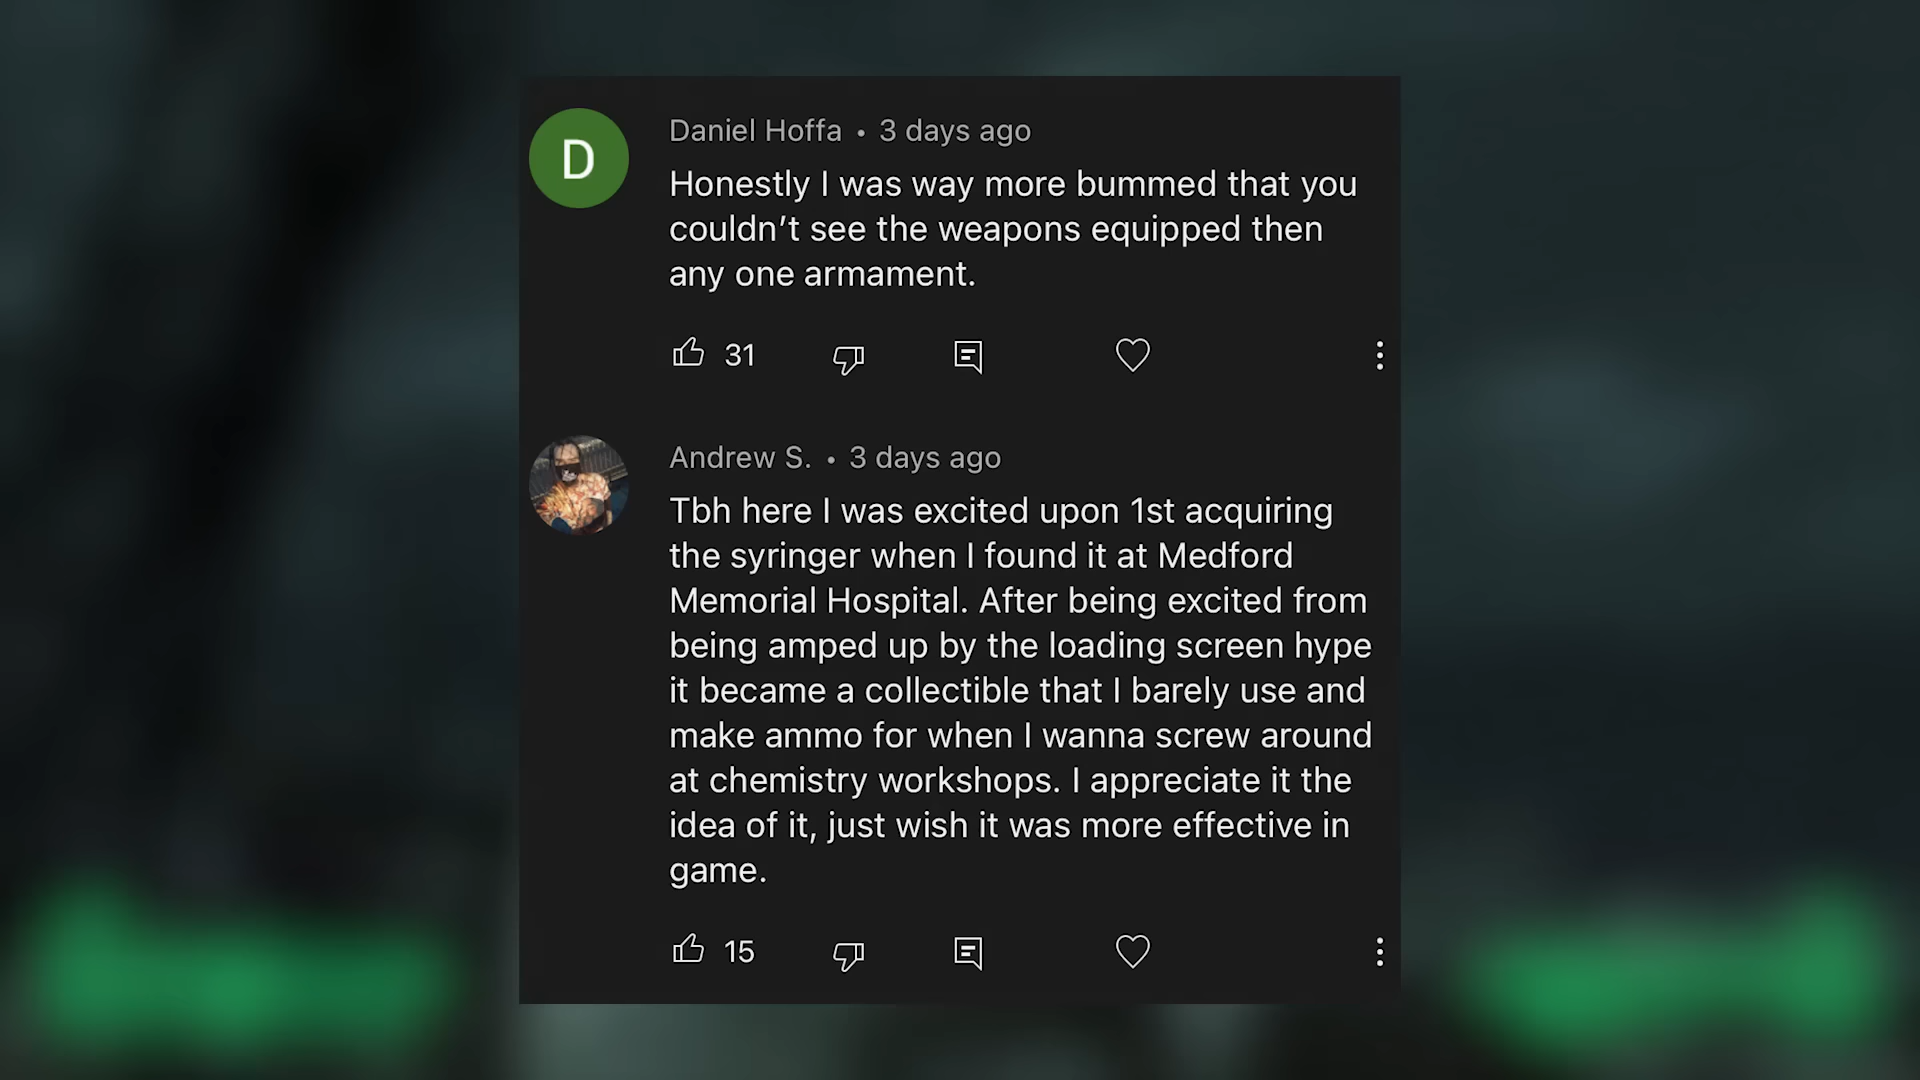 D
Daniel Hoffa • 3 days ago
Honestly I was way more bummed that you
couldn’t see the weapons equipped then
any one armament.
31
Andrew S. • 3 days ago
Tbh here I was excited upon 1st acquiring
the syringer when I found it at Medford
Memorial Hospital. After being excited from
being amped up by the loading screen hype
it became a collectible that I barely use and
make ammo for when I wanna screw around
at chemistry workshops. I appreciate it the
idea of it, just wish it was more effective in
game.
15